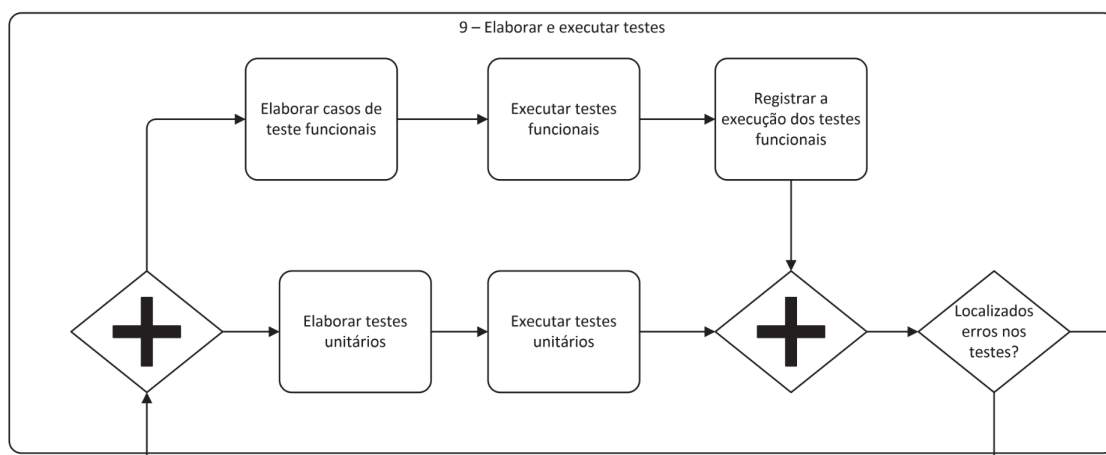 9 – Elaborar e executar testes
Elaborar casos de
teste funcionais
Executar testes
funcionais
Registrar a
execução dos testes
funcionais
Elaborar testes
unitários
Executar testes
unitários
Localizados
erros nos
testes?